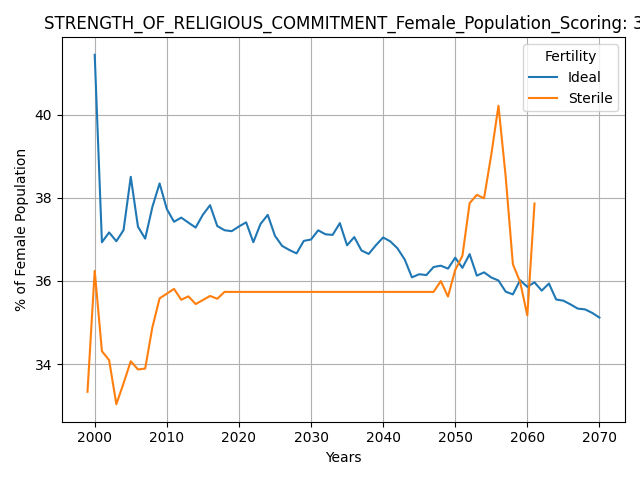 STRENGTH_OF_RELIGIOUS_COMMITMENT_Female_Population_Scoring: 3
Fertility
Ideal
Sterile
% of Female Population
40
38
36
34
2000 2010 2020 2030 2040 2050 2060 2070
Years